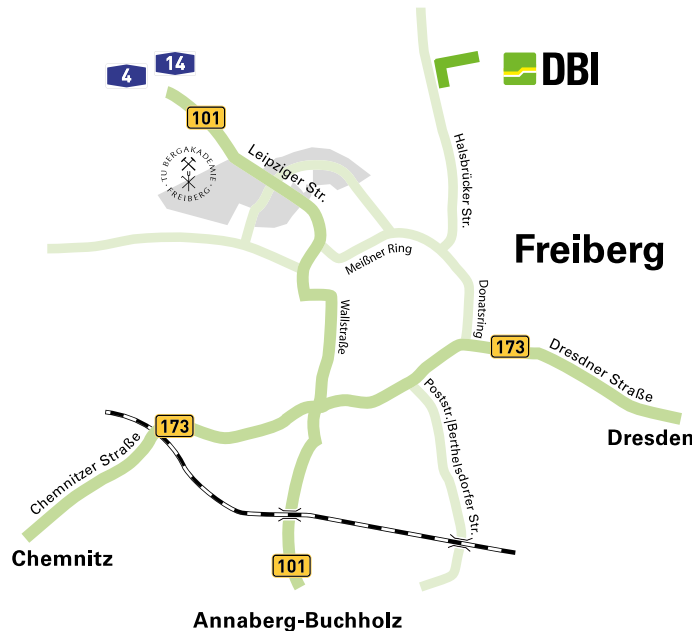 14
4
DBI
101
Leipziger Str.
TU BERGAKADEMIE
· FREIBERG ·
Halsbrücker Str.
Meißner Ring
Freiberg
Donatsring
Wallstraße
173
Dresdner Straße
Poststr./Berthelsdorfer Str.
173
Dresden
Chemnitzer Straße
Chemnitz
101
Annaberg-Buchholz